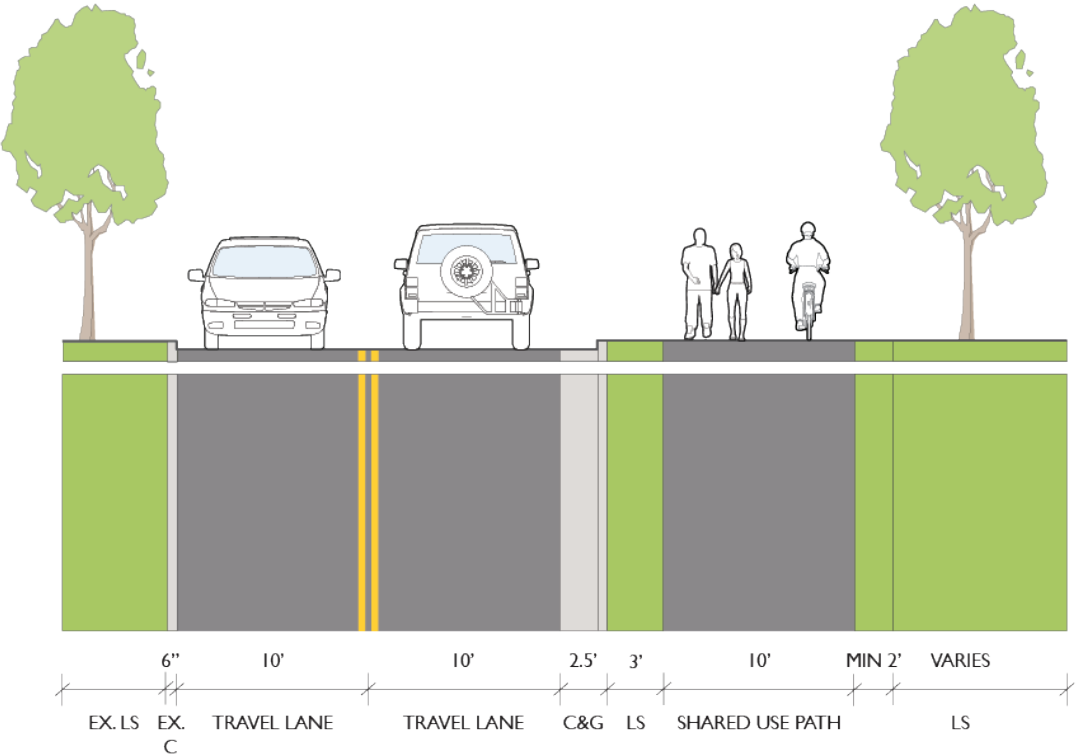 6” 10’ 10’ 2.5’ 3’ 10’ MIN 2’ VARIES
EX. LS EX. TRAVEL LANE TRAVEL LANE C&G LS SHARED USE PATH LS
C